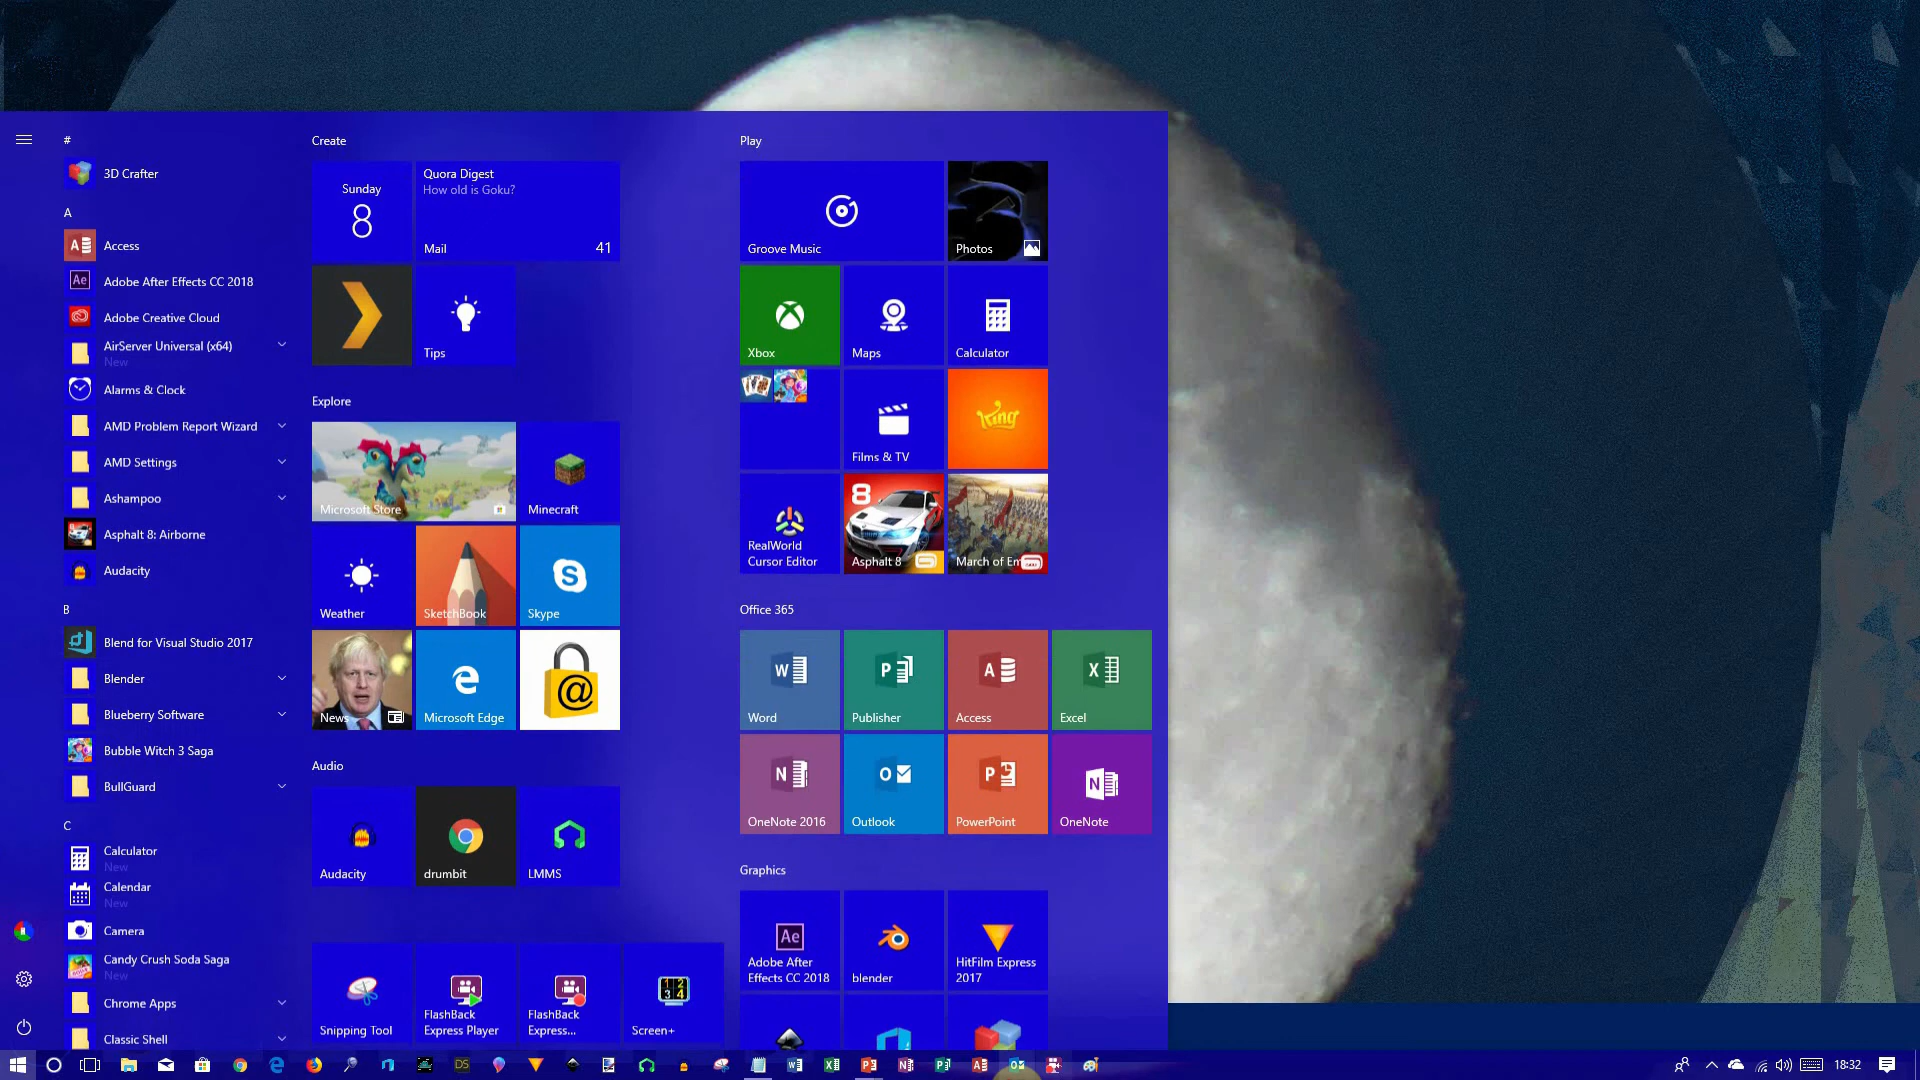 #
3D Crafter
A
Access
Adobe After Effects CC 2018
Adobe Creative Cloud
AirServer Universal (x64)
New
Alarms & Clock
AMD Problem Report Wizard
AMD Settings
Ashampoo
Asphalt 8: Airborne
Audacity
B
Blend for Visual Studio 2017
Blender
Blueberry Software
Bubble Witch 3 Saga
BullGuard
C
Calculator
New
Calendar
New
Camera
Candy Crush Soda Saga
New
Chrome Apps
Classic Shell
Create
Sunday
8
Quora Digest
How old is Goku?
Mail
41
Tips
Explore
Microsoft Store
Minecraft
Weather
SketchBook
Skype
News
Microsoft Edge
@
Audio
Audacity
drumbit
LMMS
Snipping Tool
FlashBack
Express Player
FlashBack
Express...
Screen+
Play
Groove Music
Photos
Xbox
Maps
Calculator
Films & TV
King
RealWorld
Cursor Editor
8
Asphalt 8
March of Em
Office 365
Word
Publisher
Access
Excel
OneNote 2016
Outlook
PowerPoint
OneNote
Graphics
Ae
Adobe After
Effects CC 2018
blender
HitFilm Express
2017
18:32